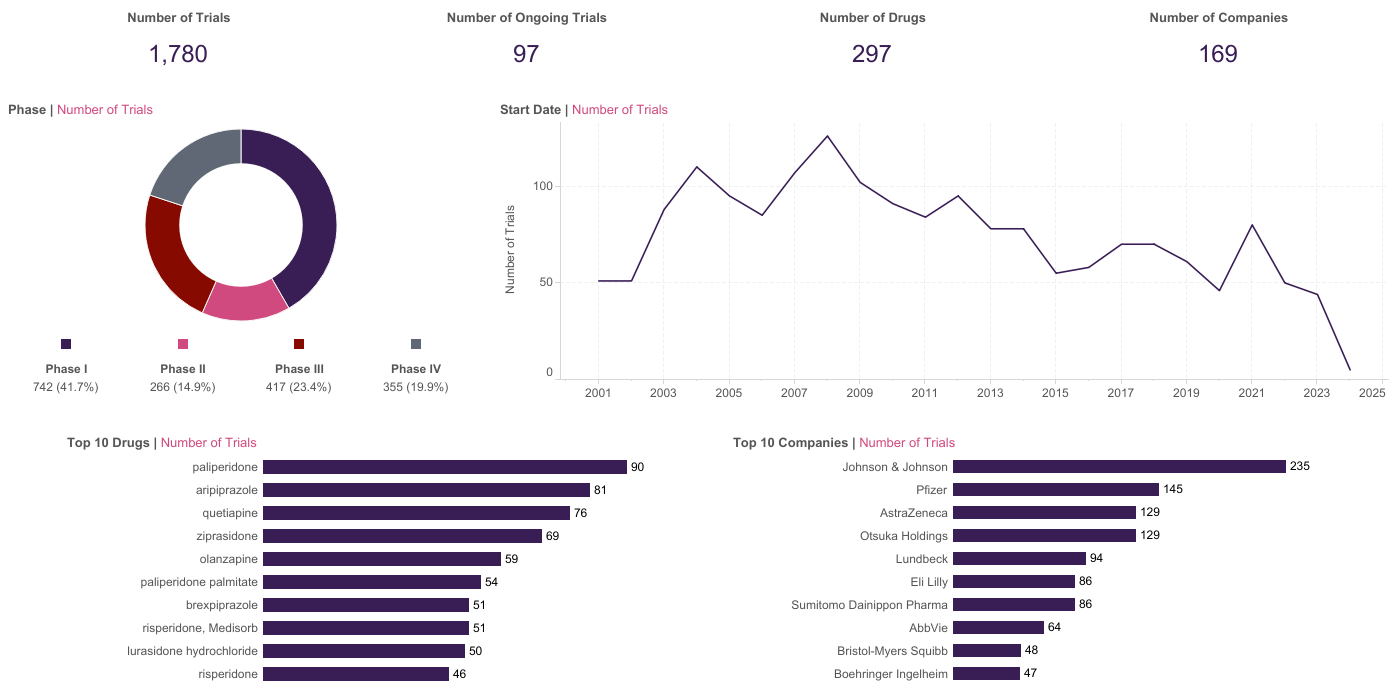 Number of Trials
1,780
Number of Ongoing Trials
97
Number of Drugs
297
Number of Companies
169
Phase | Number of Trials
Phase I
742 (41.7%)
Phase II
266 (14.9%)
Phase III
417 (23.4%)
Phase IV
355 (19.9%)
Start Date | Number of Trials
Number of Trials
100
50
0
2001 2003 2005 2007 2009 2011 2013 2015 2017 2019 2021 2023 2025
Top 10 Drugs | Number of Trials
paliperidone 90
aripiprazole 81
quetiapine 76
ziprasidone 69
olanzapine 59
paliperidone palmitate 54
brexpiprazole 51
risperidone, Medisorb 51
lurasidone hydrochloride 50
risperidone 46
Top 10 Companies | Number of Trials
Johnson & Johnson 235
Pfizer 145
AstraZeneca 129
Otsuka Holdings 129
Lundbeck 94
Eli Lilly 86
Sumitomo Dainippon Pharma 86
AbbVie 64
Bristol-Myers Squibb 48
Boehringer Ingelheim 47